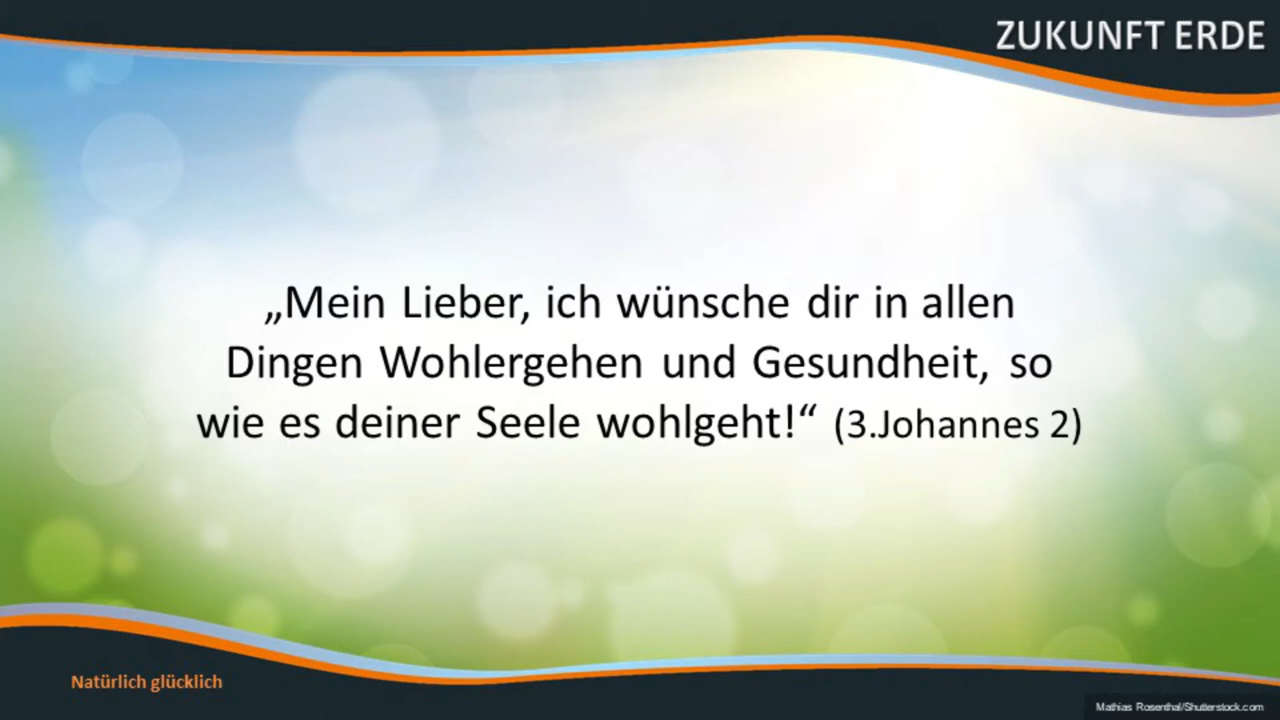 ZUKUNFT ERDE
„Mein Lieber, ich wünsche dir in allen
Dingen Wohlergehen und Gesundheit, so
wie es deiner Seele wohlgeht!“ (3.Johannes 2)
Natürlich glücklich
Mathias Rosenthal/Shutterstock.com